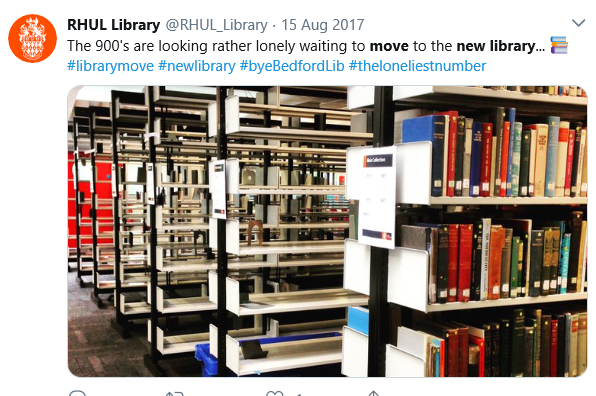 RHUL Library @RHUL_Library · 15 Aug 2017
The 900's are looking rather lonely waiting to move to the new library... 📚
#librarymove #newlibrary #byeBedfordLib #theloneliestnumber
Main Collection